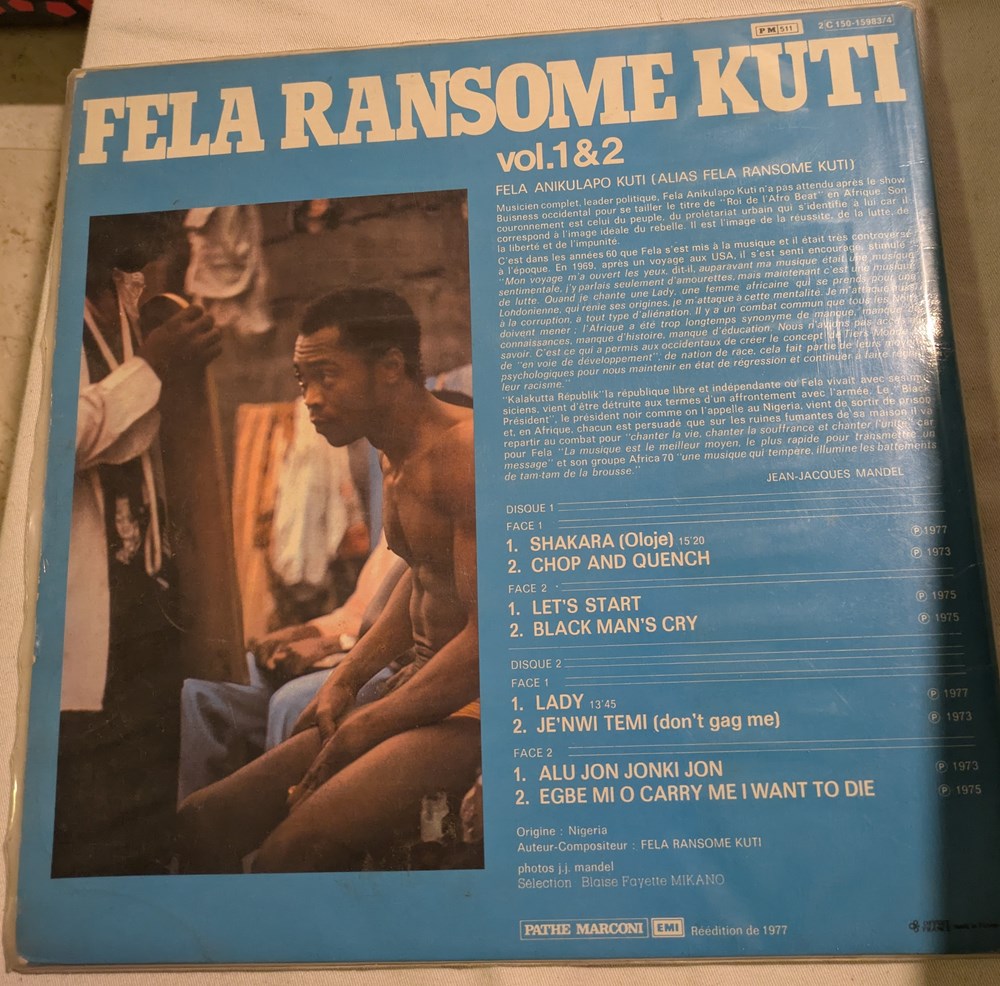 PM 511
2 C 150-15983/4
FELA RANSOME KUTI
vol.1&2
FELA ANIKULAPO KUTI (ALIAS FELA RANSOME KUTI)
Musicien complet, leader politique, Fela Anikulapo Kuti n'a pas attendu après le show
Buisness occidental pour se tailler le titre de "Roi de l'Afro Beat" en Afrique. Son
couronnement est celui du peuple, du prolétariat urbain qui s'identifie à lui car il
correspond à l'image idéale du rebelle. Il est l'image de la réussite, de la lutte, de
la liberté et de l'impunité.
C'est dans les années 60 que Fela s'est mis à la musique et il était très controversé
à l'époque. En 1969, après un voyage aux USA, il s'est senti encouragé, stimulé :
"Mon voyage m'a ouvert les yeux, dit-il, auparavant ma musique était une musique
sentimentale, j'y parlais seulement d'amourettes, mais maintenant c'est une musique
de lutte. Quand je chante une Lady, une femme africaine qui se prends pour une
Londonienne, qui renie ses origines, je m'attaque à cette mentalité. Je m'attaque aussi
à la corruption, à tout type d'aliénation. Il y a un combat commun que tous les Noirs
doivent mener ; l'Afrique a été trop longtemps synonyme de manque, manque de
connaissances, manque d'histoire, manque d'éducation. Nous n'avions pas accès au
savoir. C'est ce qui a permis aux occidentaux de créer le concept de Tiers Monde,
de "en voie de développement", de nation de race, cela fait partie de leurs moyens
psychologiques pour nous maintenir en état de régression et continuer à faire régner
leur racisme."
"Kalakutta Républik" la république libre et indépendante où Fela vivait avec ses
siciens, vient d'être détruite aux termes d'un affrontement avec l'armée. Le "Black
Président", le président noir comme on l'appelle au Nigeria, vient de sortir de prison
et, en Afrique, chacun est persuadé que sur les ruines fumantes de sa maison il va
repartir au combat pour "chanter la vie, chanter la souffrance et chanter l'unité" car
pour Fela "La musique est le meilleur moyen, le plus rapide pour transmettre un
message" et son groupe Africa 70 "une musique qui tempère, illumine les battements
de tam-tam de la brousse."
JEAN-JACQUES MANDEL
DISQUE 1
FACE 1
1. SHAKARA (Oloje) 15'20 ℗ 1977
2. CHOP AND QUENCH ℗ 1973
FACE 2
1. LET'S START ℗ 1975
2. BLACK MAN'S CRY ℗ 1975
DISQUE 2
FACE 1
1. LADY 13'45 ℗ 1977
2. JE'NWI TEMI (don't gag me) ℗ 1973
FACE 2
1. ALU JON JONKI JON ℗ 1973
2. EGBE MI O CARRY ME I WANT TO DIE ℗ 1975
Origine : Nigeria
Auteur-Compositeur : FELA RANSOME KUTI
photos j.j. mandel
Sélection Blaise Fayette MIKANO
PATHE MARCONI EMI Réédition de 1977